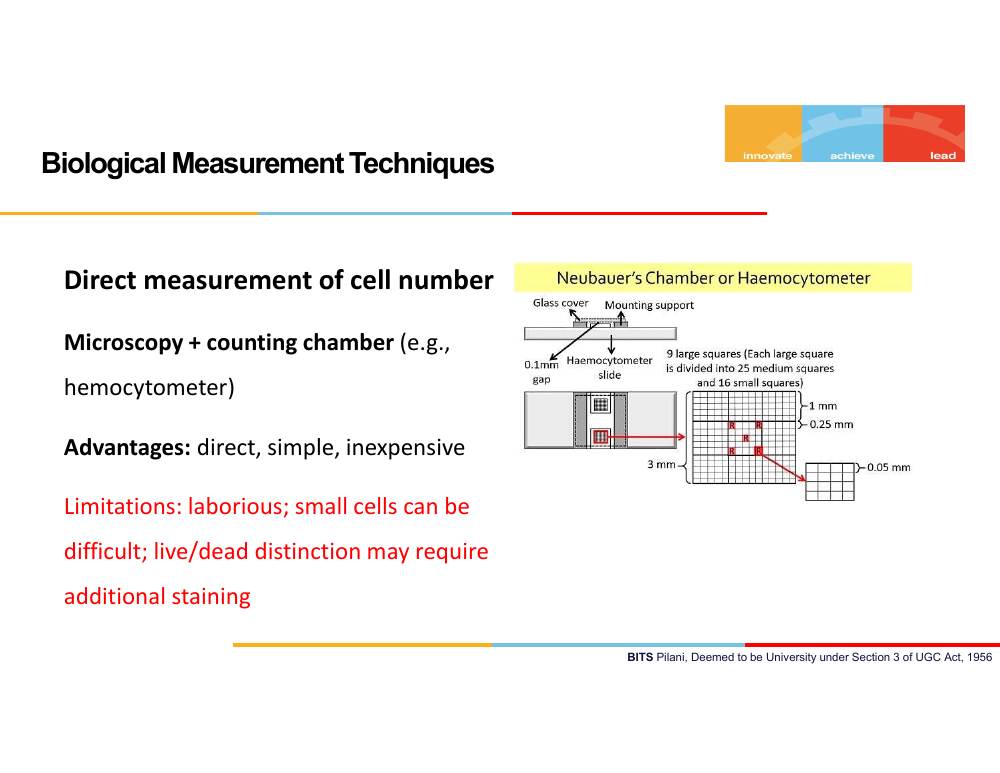 innovate achieve lead
Biological Measurement Techniques
Direct measurement of cell number
Microscopy + counting chamber (e.g.,
hemocytometer)
Advantages: direct, simple, inexpensive
Limitations: laborious; small cells can be
difficult; live/dead distinction may require
additional staining
Neubauer's Chamber or Haemocytometer
Glass cover
Mounting support
0.1mm
gap
Haemocytometer
slide
9 large squares (Each large square
is divided into 25 medium squares
and 16 small squares)
1 mm
0.25 mm
R R
R
R R
3 mm
0.05 mm
BITS Pilani, Deemed to be University under Section 3 of UGC Act, 1956